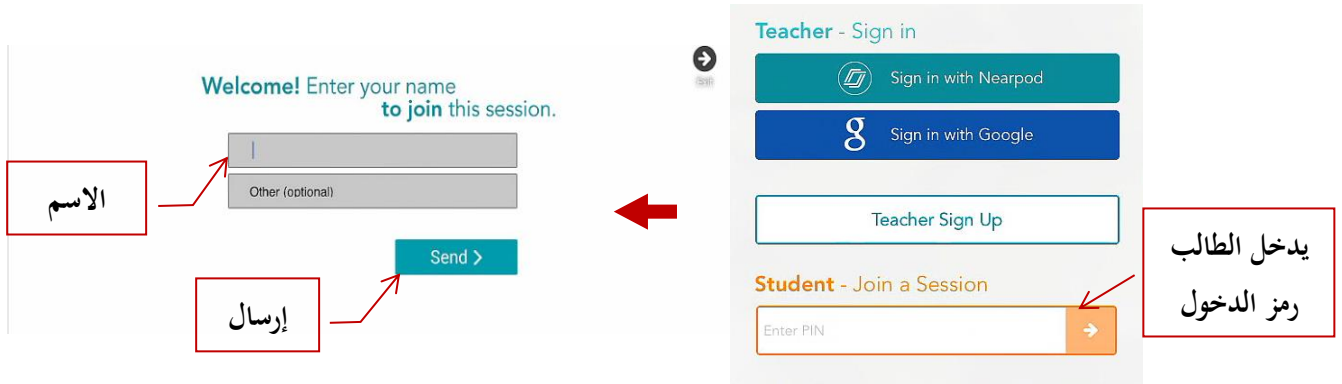 Teacher - Sign in
Sign in with Nearpod
g Sign in with Google
Teacher Sign Up
Student - Join a Session
Enter PIN
يدخل الطالب
رمز الدخول
Welcome! Enter your name
to join this session.
Other (optional)
Send >
الاسم
إرسال
Exit